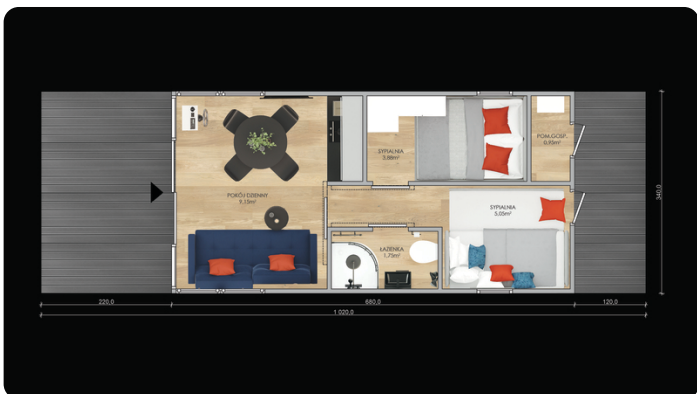 SYPIALNIA
3.88m²
POM.GOSP.
0.95m²
POKÓJ DZIENNY
9.15m²
SYPIALNIA
5.05m²
ŁAZIENKA
1.75m²
340,0
220,0
680,0
120,0
1 020,0